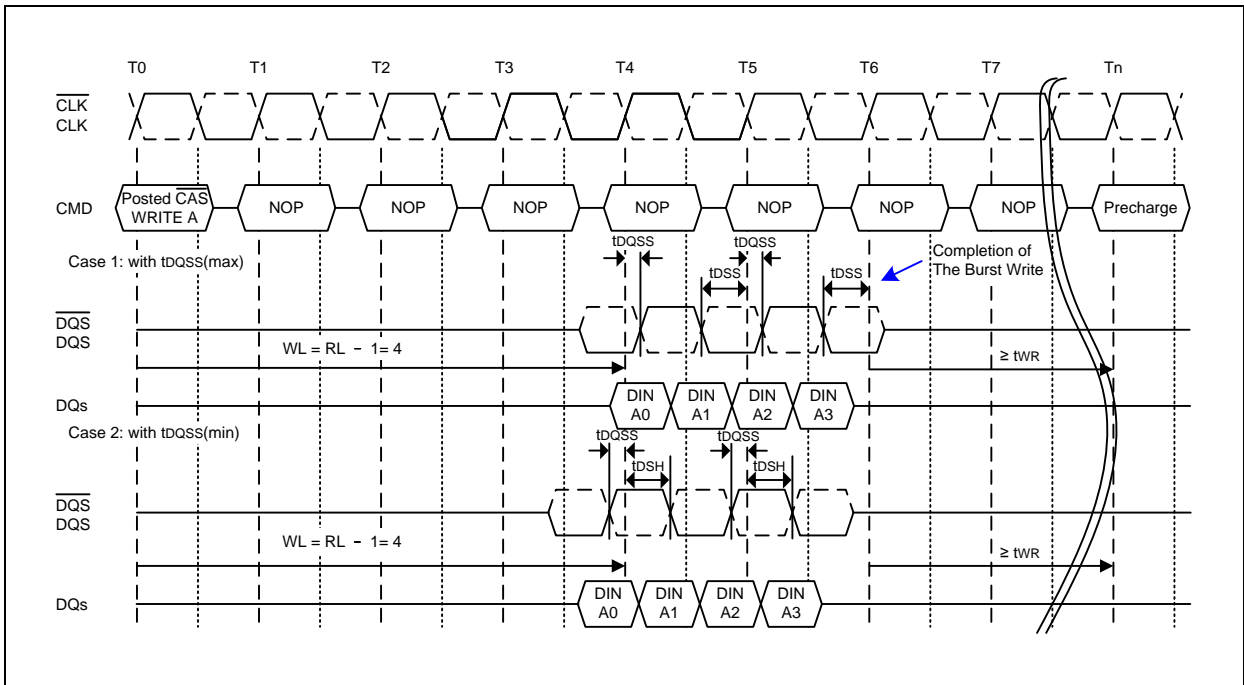 T0 T1 T2 T3 T4 T5 T6 T7 Tn
CLK
CLK
CMD
Posted CAS
WRITE A
NOP NOP NOP NOP NOP NOP NOP Precharge
tDQSS tDQSS
Case 1: with tDQSS(max)
Completion of
The Burst Write
tDSS tDSS
DQS
DQS
WL = RL - 1= 4
≥ tWR
DQs
DIN
A0
DIN
A1
DIN
A2
DIN
A3
Case 2: with tDQSS(min)
tDQSS tDQSS
tDSH tDSH
DQS
DQS
WL = RL - 1= 4
≥ tWR
DQs
DIN
A0
DIN
A1
DIN
A2
DIN
A3